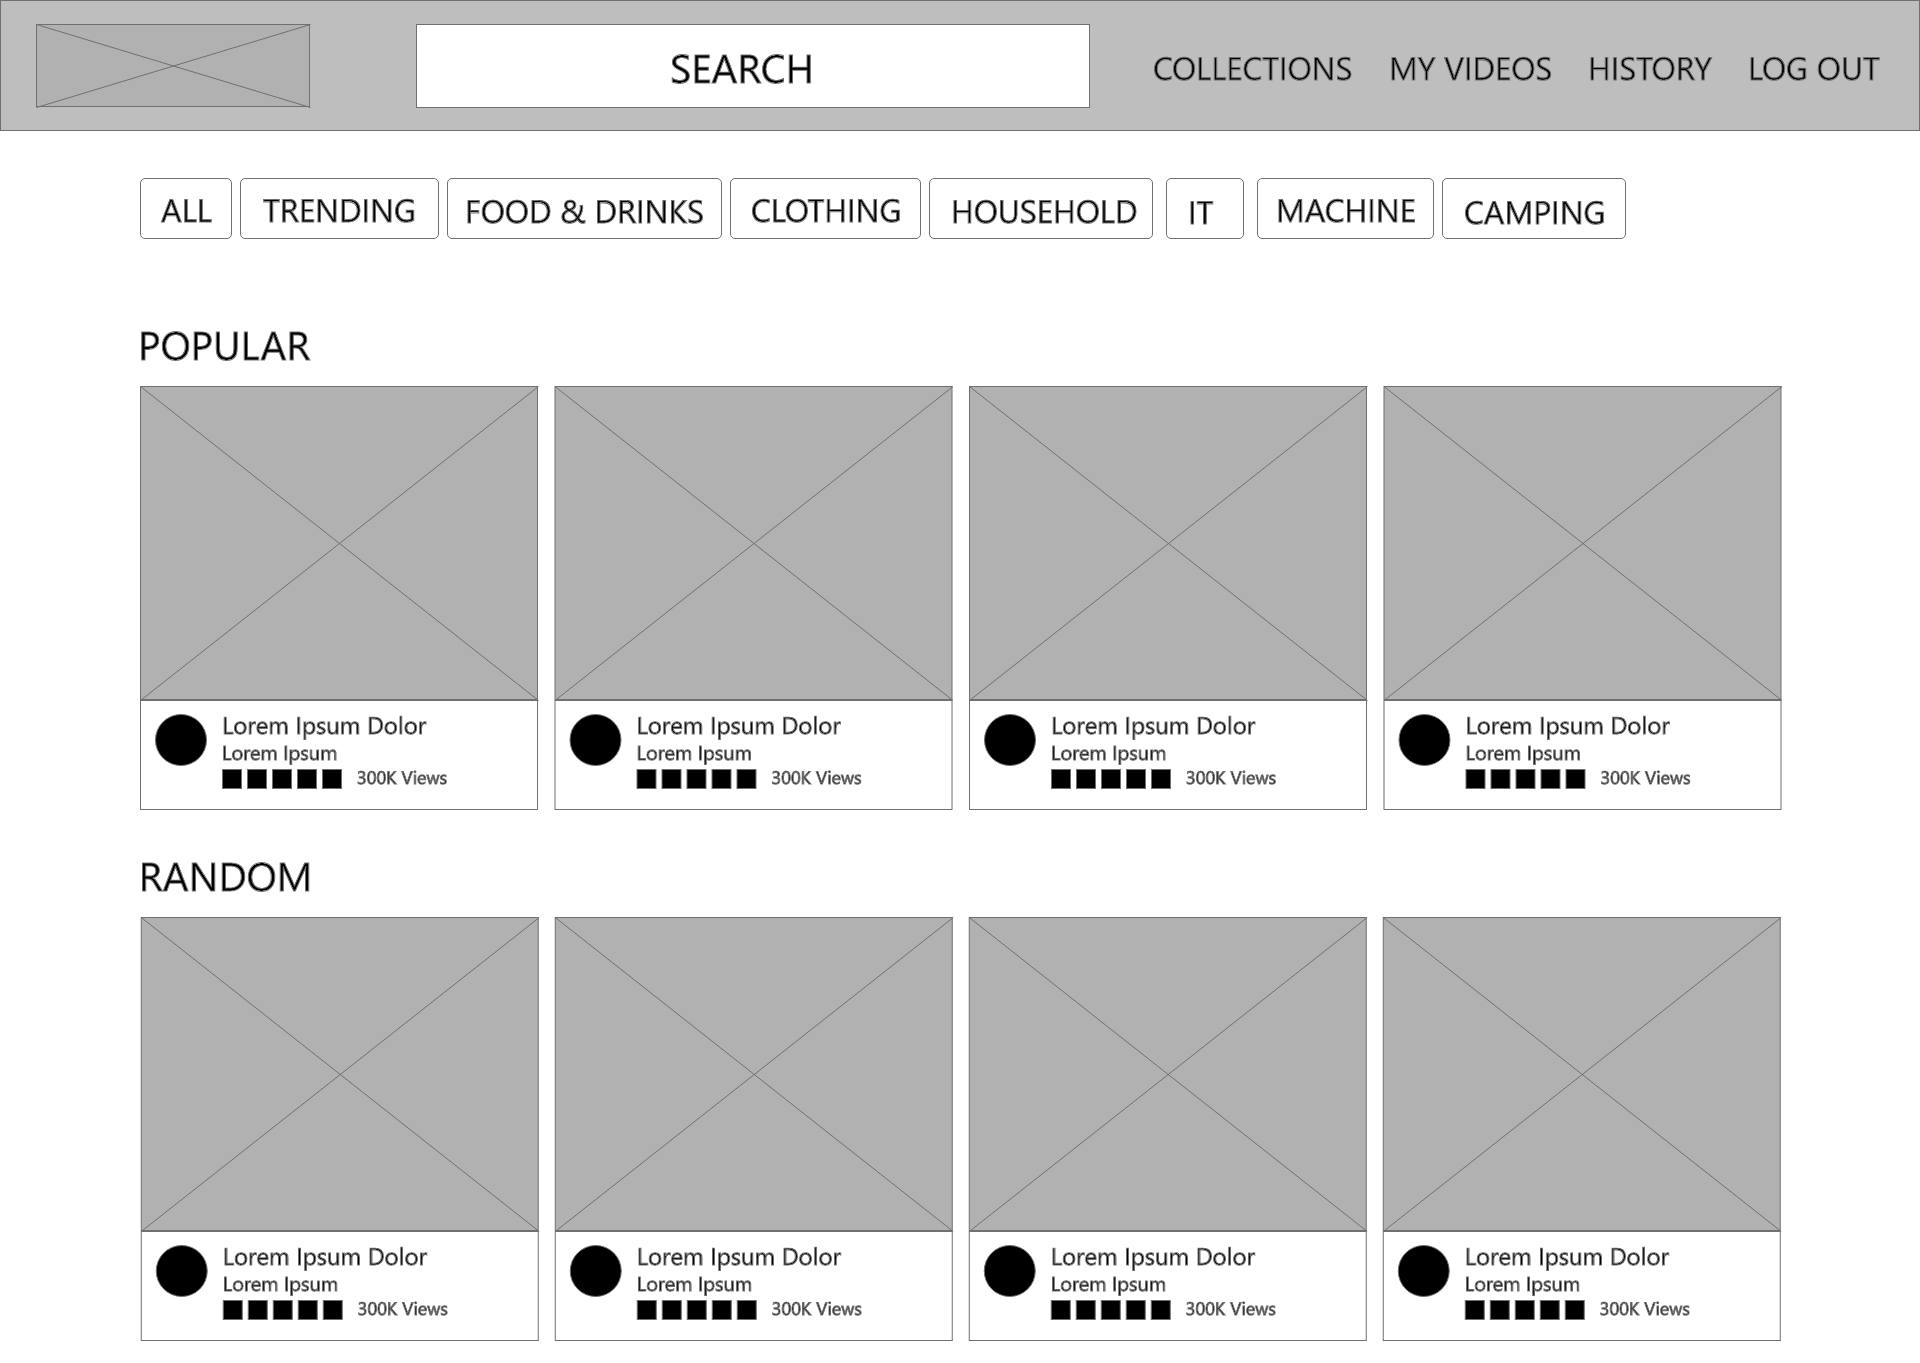 SEARCH
COLLECTIONS
MY VIDEOS
HISTORY
LOG OUT
ALL
TRENDING
FOOD & DRINKS
CLOTHING
HOUSEHOLD
IT
MACHINE
CAMPING
POPULAR
Lorem Ipsum Dolor
Lorem Ipsum
300K Views
Lorem Ipsum Dolor
Lorem Ipsum
300K Views
Lorem Ipsum Dolor
Lorem Ipsum
300K Views
Lorem Ipsum Dolor
Lorem Ipsum
300K Views
RANDOM
Lorem Ipsum Dolor
Lorem Ipsum
300K Views
Lorem Ipsum Dolor
Lorem Ipsum
300K Views
Lorem Ipsum Dolor
Lorem Ipsum
300K Views
Lorem Ipsum Dolor
Lorem Ipsum
300K Views